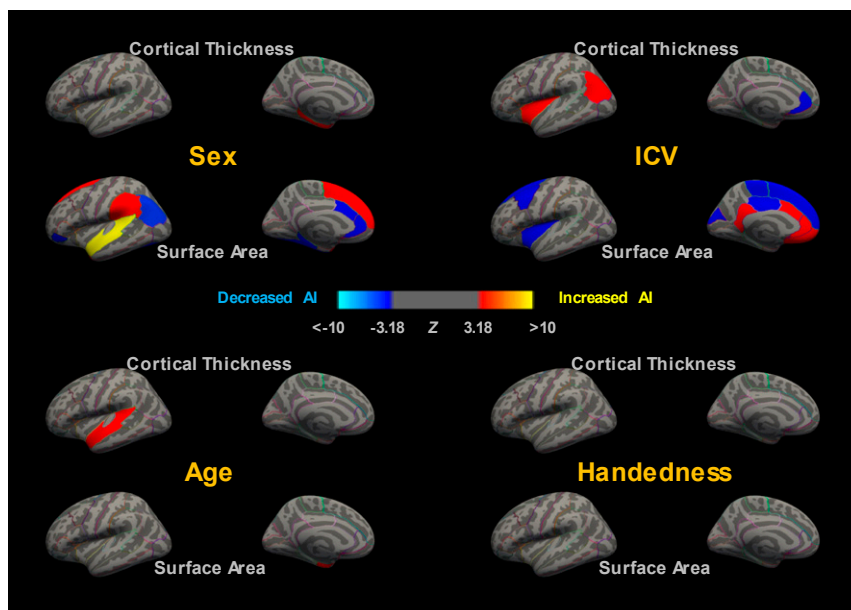 Cortical Thickness
Cortical Thickness
Sex
ICV
Surface Area
Surface Area
Decreased AI
Increased AI
<-10 -3.18 Z 3.18 >10
Cortical Thickness
Cortical Thickness
Age
Handedness
Surface Area
Surface Area